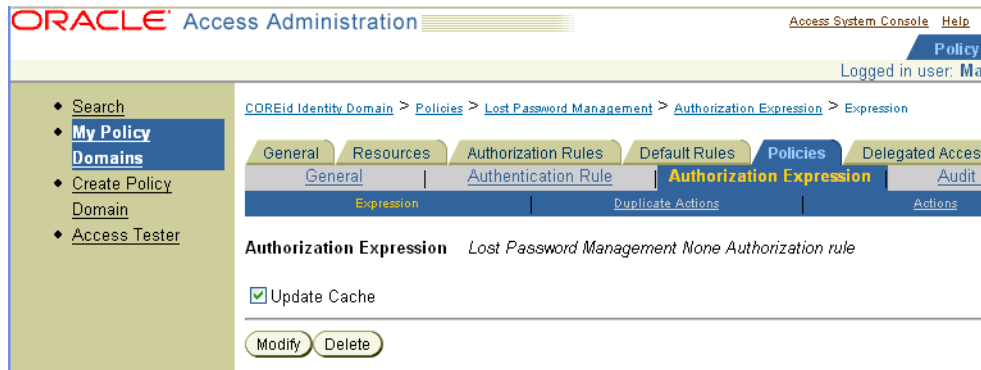 ORACLE Access Administration
Access System Console Help
Policy
Logged in user:
Search
My Policy
Domains
Create Policy
Domain
Access Tester
COREid Identity Domain > Policies > Lost Password Management > Authorization Expression > Expression
General Resources Authorization Rules Default Rules Policies Delegated Acces
General | Authentication Rule | Authorization Expression | Audit
Expression | Duplicate Actions | Actions
Authorization Expression Lost Password Management None Authorization rule
Update Cache
Modify Delete